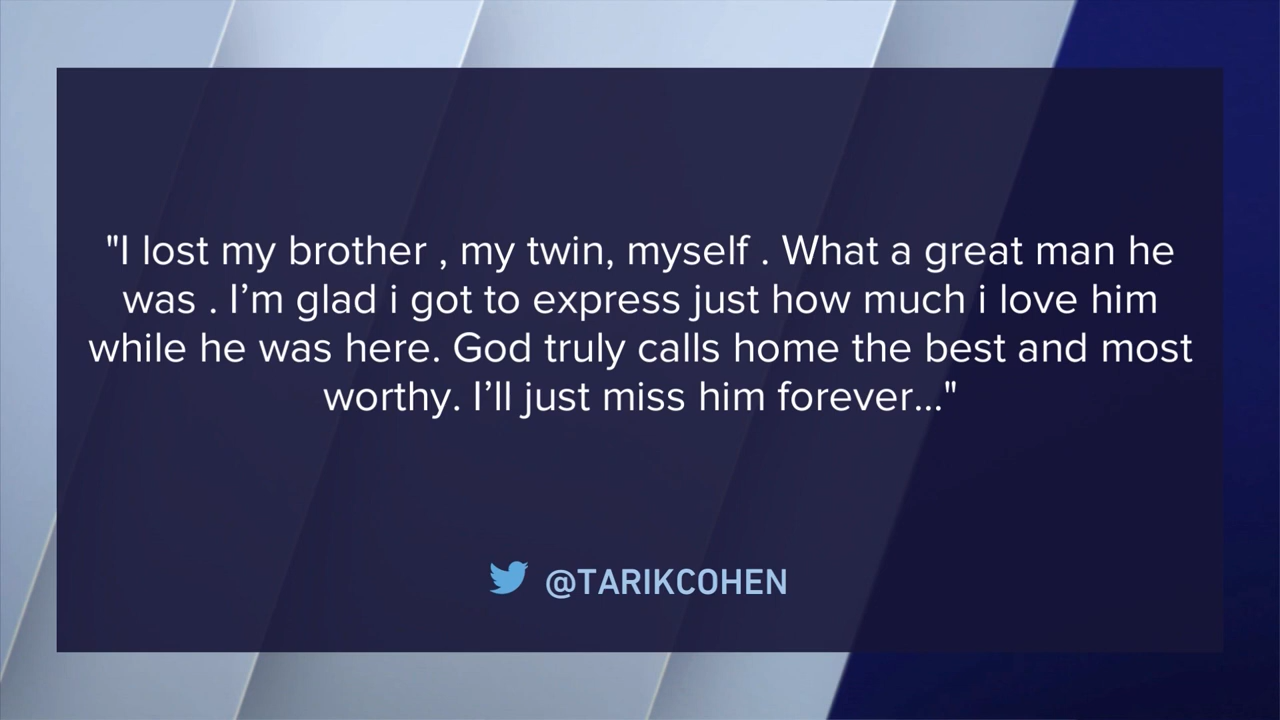 "I lost my brother , my twin, myself . What a great man he
was . I’m glad i got to express just how much i love him
while he was here. God truly calls home the best and most
worthy. I’ll just miss him forever..."
@TARIKCOHEN